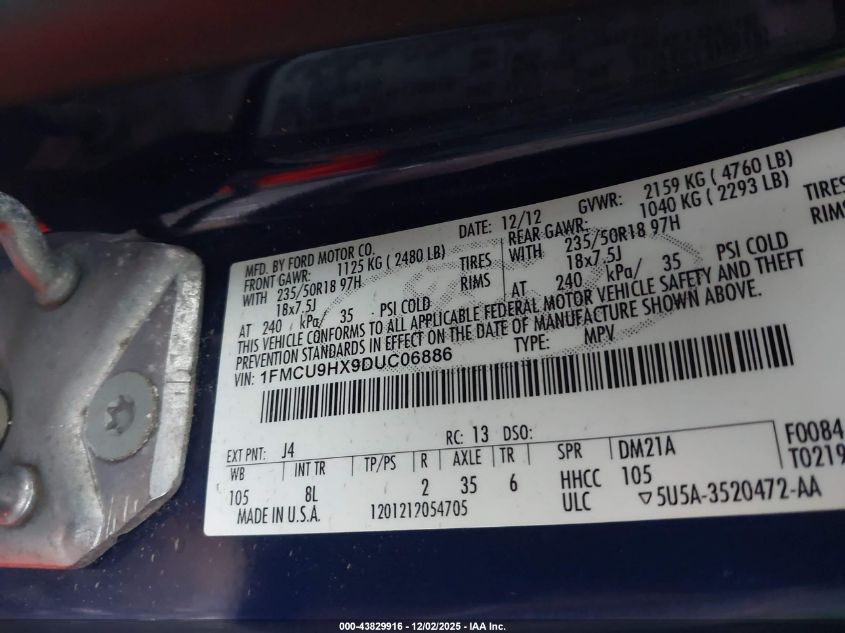 MFD. BY FORD MOTOR CO. DATE: 12/12 GVWR: 2159 KG ( 4760 LB)
FRONT GAWR: 1125 KG ( 2480 LB) REAR GAWR: 1040 KG ( 2293 LB)
WITH 235/50R18 97H TIRES WITH 235/50R18 97H TIRES
18x7.5J RIMS 18x7.5J RIMS
AT 240 kPa/ 35 PSI COLD AT 240 kPa/ 35 PSI COLD
THIS VEHICLE CONFORMS TO ALL APPLICABLE FEDERAL MOTOR VEHICLE SAFETY AND THEFT
PREVENTION STANDARDS IN EFFECT ON THE DATE OF MANUFACTURE SHOWN ABOVE.
VIN: 1FMCU9HX9DUC06886 TYPE: MPV
EXT PNT: J4 RC: 13 DSO: F0084
WB INT TR TP/PS R AXLE TR SPR DM21A T0219
105 8L 2 35 6 HHCC 105
MADE IN U.S.A. 1201212054705 ULC ▽5U5A-3520472-AA
000-43829916 - 12/02/2025 - IAA Inc.